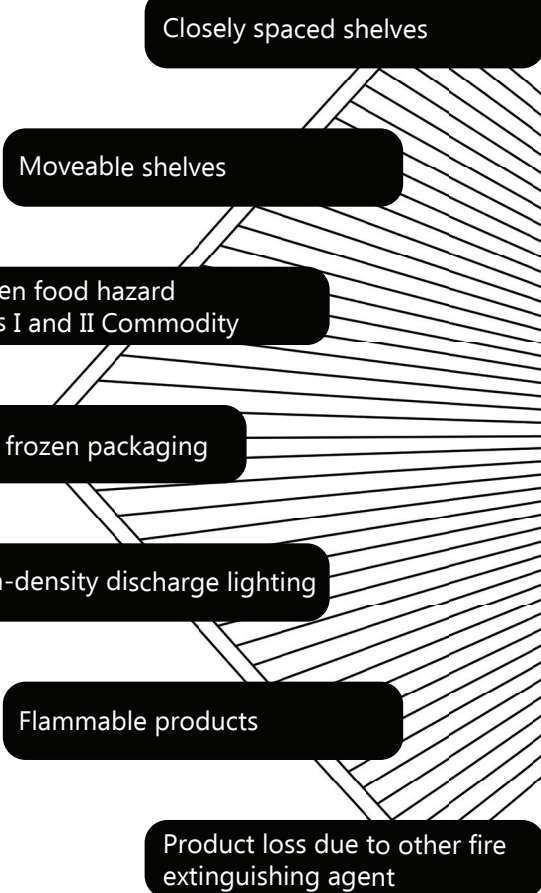 Closely spaced shelves
Moveable shelves
en food hazard
s I and II Commodity
frozen packaging
-density discharge lighting
Flammable products
Product loss due to other fire
extinguishing agent